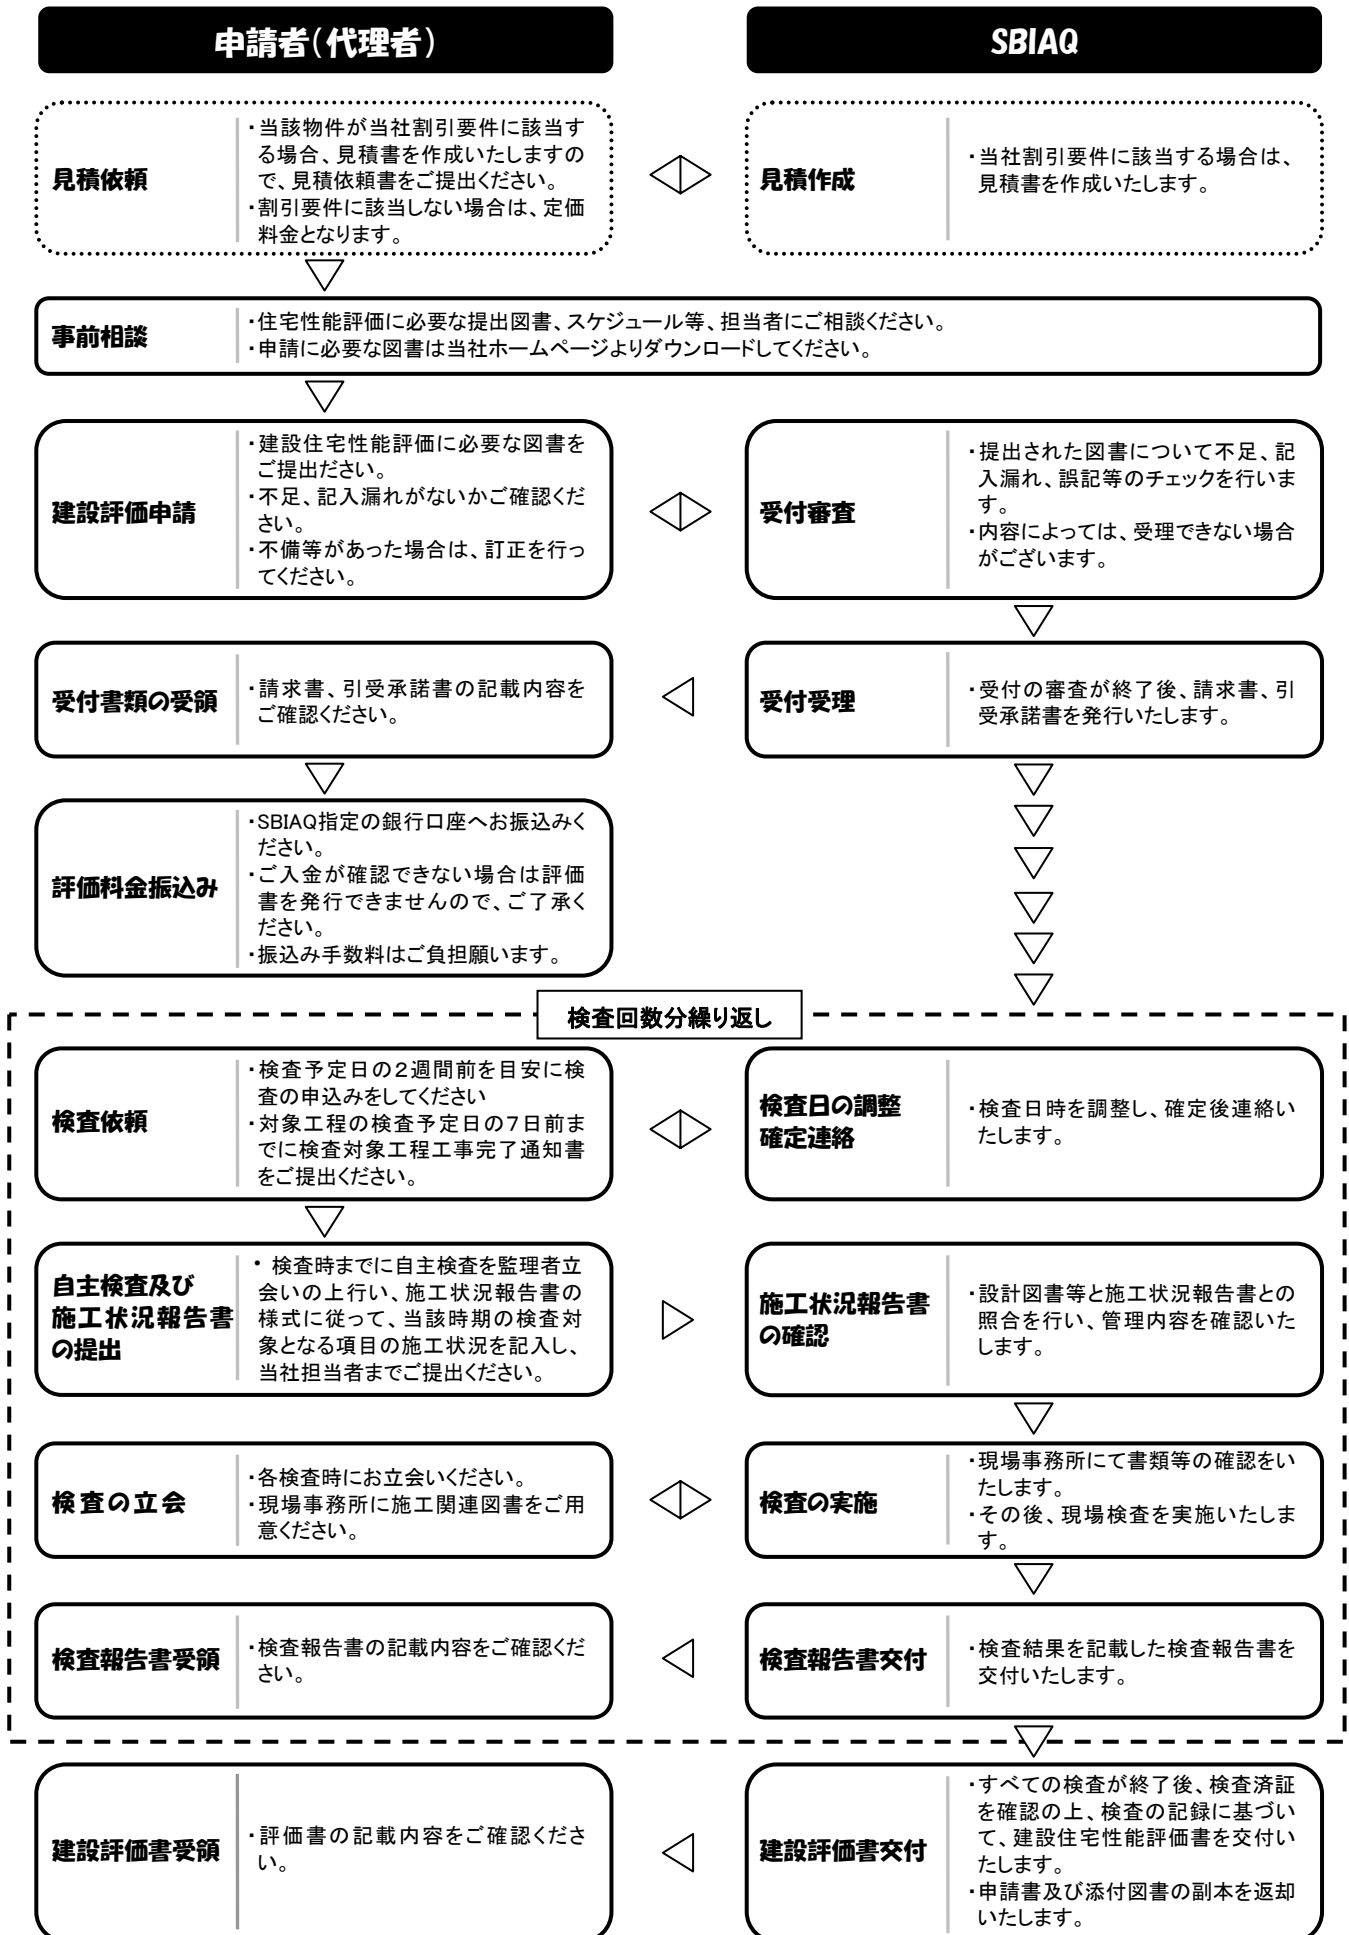 申請者(代理者)
SBIAQ
見積依頼
・当該物件が当社割引要件に該当す
る場合、見積書を作成いたしますの
で、見積依頼書をご提出ください。
・割引要件に該当しない場合は、定価
料金となります。
見積作成
・当社割引要件に該当する場合は、
見積書を作成いたします。
事前相談
・住宅性能評価に必要な提出図書、スケジュール等、担当者にご相談ください。
・申請に必要な図書は当社ホームページよりダウンロードしてください。
建設評価申請
・建設住宅性能評価に必要な図書を
ご提出ださい。
・不足、記入漏れがないかご確認くだ
さい。
・不備等があった場合は、訂正を行っ
てください。
受付審査
・提出された図書について不足、記
入漏れ、誤記等のチェックを行いま
す。
・内容によっては、受理できない場合
がございます。
受付書類の受領
・請求書、引受承諾書の記載内容を
ご確認ください。
受付受理
・受付の審査が終了後、請求書、引
受承諾書を発行いたします。
評価料金振込み
・SBIAQ指定の銀行口座へお振込みく
ださい。
・ご入金が確認できない場合は評価
書を発行できませんので、ご了承く
ださい。
・振込み手数料はご負担願います。
検査回数分繰り返し
検査依頼
・検査予定日の2週間前を目安に検
査の申込みをしてください
・対象工程の検査予定日の7日前ま
でに検査対象工程工事完了通知書
をご提出ください。
検査日の調整
確定連絡
・検査日時を調整し、確定後連絡い
たします。
自主検査及び
施工状況報告書
の提出
・検査時までに自主検査を監理者立
会いの上行い、施工状況報告書の
様式に従って、当該時期の検査対
象となる項目の施工状況を記入し、
当社担当者までご提出ください。
施工状況報告書
の確認
・設計図書等と施工状況報告書との
照合を行い、管理内容を確認いた
します。
検査の立会
・各検査時にお立会いください。
・現場事務所に施工関連図書をご用
意ください。
検査の実施
・現場事務所にて書類等の確認をい
たします。
・その後、現場検査を実施いたしま
す。
検査報告書受領
・検査報告書の記載内容をご確認くだ
さい。
検査報告書交付
・検査結果を記載した検査報告書を
交付いたします。
建設評価書受領
・評価書の記載内容をご確認くださ
い。
建設評価書交付
・すべての検査が終了後、検査済証
を確認の上、検査の記録に基づい
て、建設住宅性能評価書を交付い
たします。
・申請書及び添付図書の副本を返却
いたします。